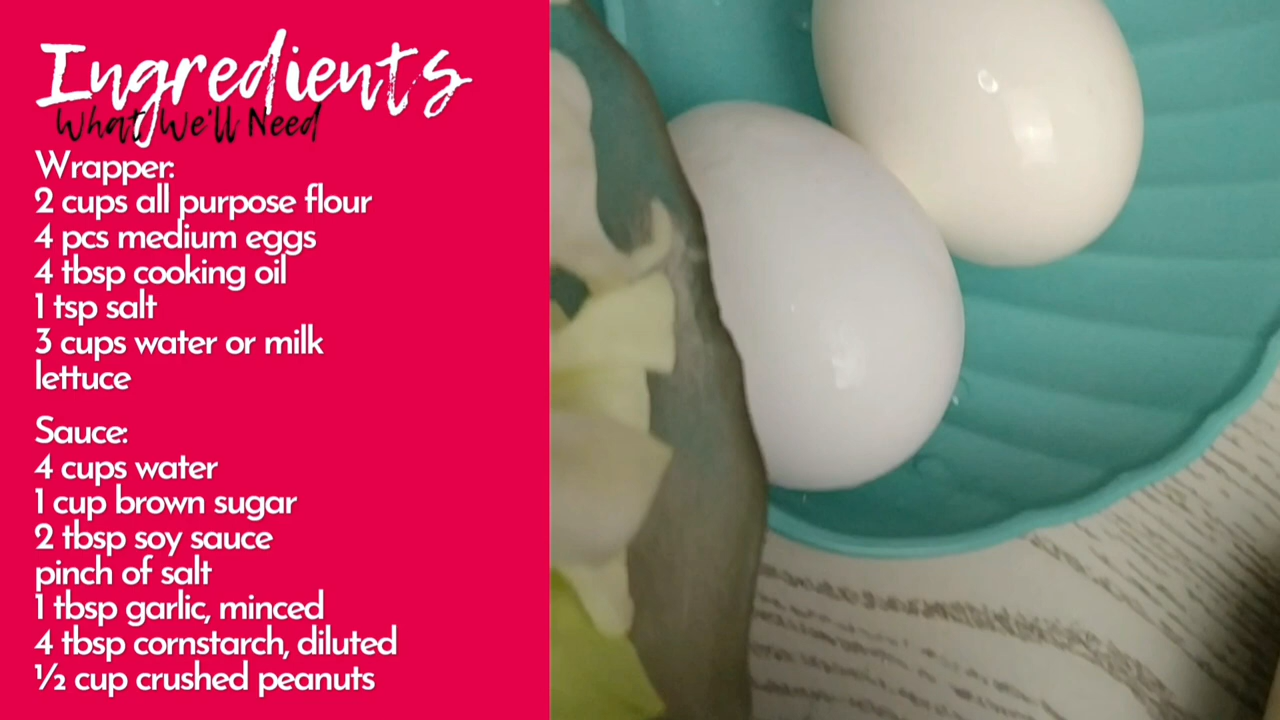 Ingredients
What We'll Need
Wrapper:
2 cups all purpose flour
4 pcs medium eggs
4 tbsp cooking oil
1 tsp salt
3 cups water or milk
lettuce
Sauce:
4 cups water
1 cup brown sugar
2 tbsp soy sauce
pinch of salt
1 tbsp garlic, minced
4 tbsp cornstarch, diluted
½ cup crushed peanuts